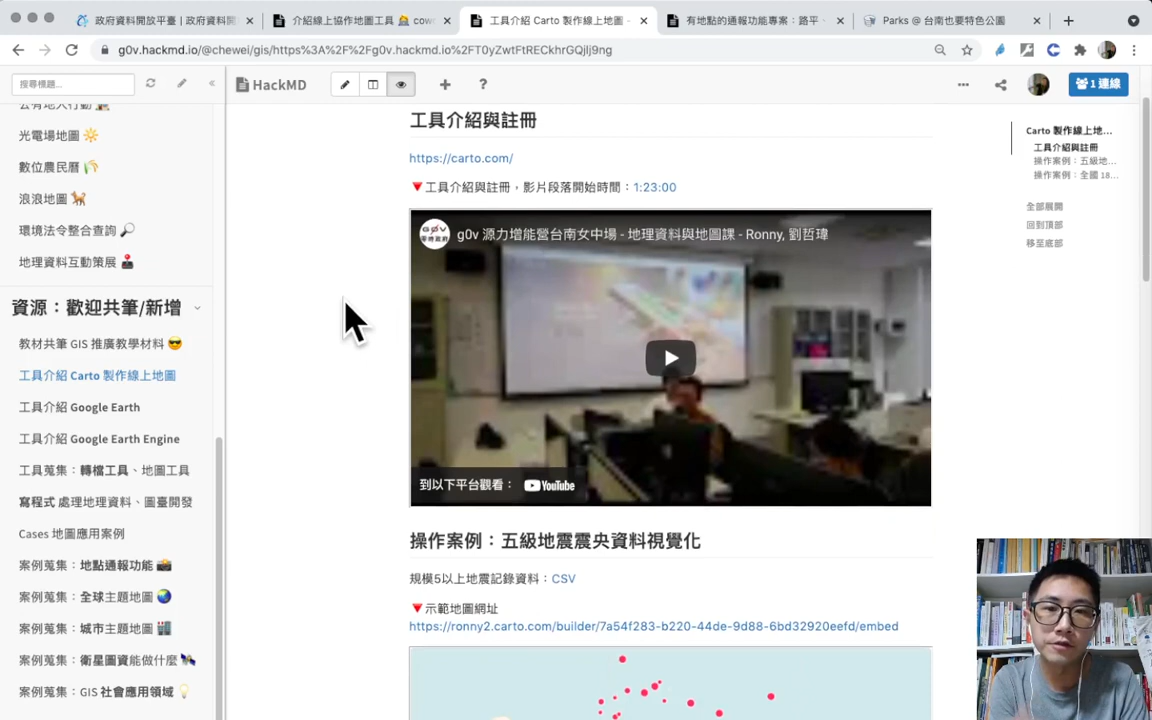 政府資料開放平臺 | 政府資料開
介紹線上協作地圖工具
工具介紹 Carto 製作線上地圖 -
有地點的通報功能專案：路平、
Parks @ 台南也要特色公園
g0v.hackmd.io/@chewei/gis/https%3A%2F%2Fg0v.hackmd.io%2FT0yZwtFtRECkhrGQjlj9ng
搜尋標題...
HackMD
1 連線
光電場地圖
數位農民曆
浪浪地圖
環境法令整合查詢
地理資料互動策展
資源：歡迎共筆/新增
教材共筆 GIS 推廣教學材料
工具介紹 Carto 製作線上地圖
工具介紹 Google Earth
工具介紹 Google Earth Engine
工具蒐集：轉檔工具、地圖工具
寫程式 處理地理資料、圖臺開發
Cases 地圖應用案例
案例蒐集：地點通報功能
案例蒐集：全球主題地圖
案例蒐集：城市主題地圖
案例蒐集：衛星圖資能做什麼
案例蒐集：GIS 社會應用領域
工具介紹與註冊
https://carto.com/
工具介紹與註冊，影片段落開始時間：1:23:00
g0v 零時政府
g0v 源力增能營台南女中場 - 地理資料與地圖課 - Ronny, 劉哲瑋
到以下平台觀看： YouTube
操作案例：五級地震震央資料視覺化
規模5以上地震記錄資料：CSV
示範地圖網址
https://ronny2.carto.com/builder/7a54f283-b220-44de-9d88-6bd32920eefd/embed
Carto 製作線上地...
工具介紹與註冊
操作案例：五級地...
操作案例：全國 18...
全部展開
回到頂部
移至底部